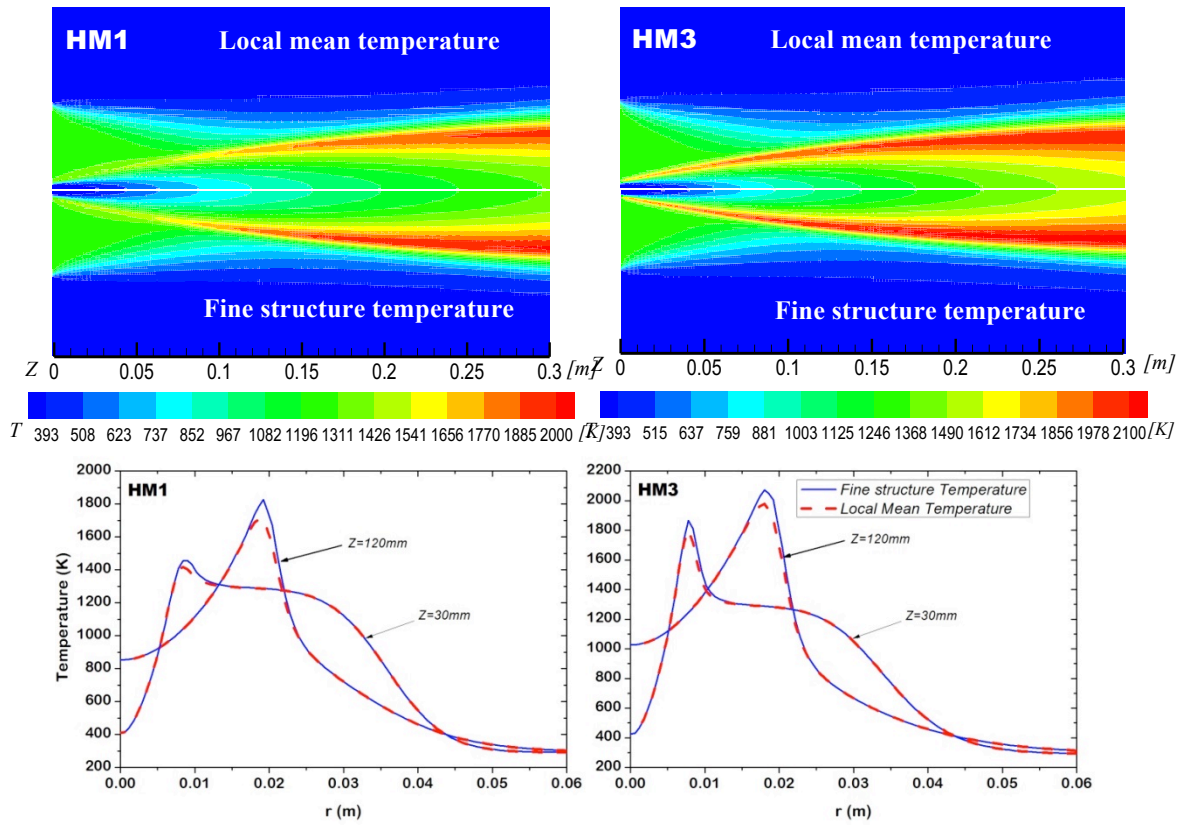 HM1 Local mean temperature
HM3 Local mean temperature
Fine structure temperature
Fine structure temperature
Z 0 0.05 0.1 0.15 0.2 0.25 0.3 [m]
Z 0 0.05 0.1 0.15 0.2 0.25 0.3 [m]
T 393 508 623 737 852 967 1082 1196 1311 1426 1541 1656 1770 1885 2000 [K]
T 393 515 637 759 881 1003 1125 1246 1368 1490 1612 1734 1856 1978 2100 [K]
HM1
Z=120mm
Z=30mm
Temperature (K)
2000
1800
1600
1400
1200
1000
800
600
400
200
0.00 0.01 0.02 0.03 0.04 0.05 0.06
r (m)
HM3
Fine structure Temperature
Local Mean Temperature
Z=120mm
Z=30mm
2200
2000
1800
1600
1400
1200
1000
800
600
400
200
0.00 0.01 0.02 0.03 0.04 0.05 0.06
r (m)